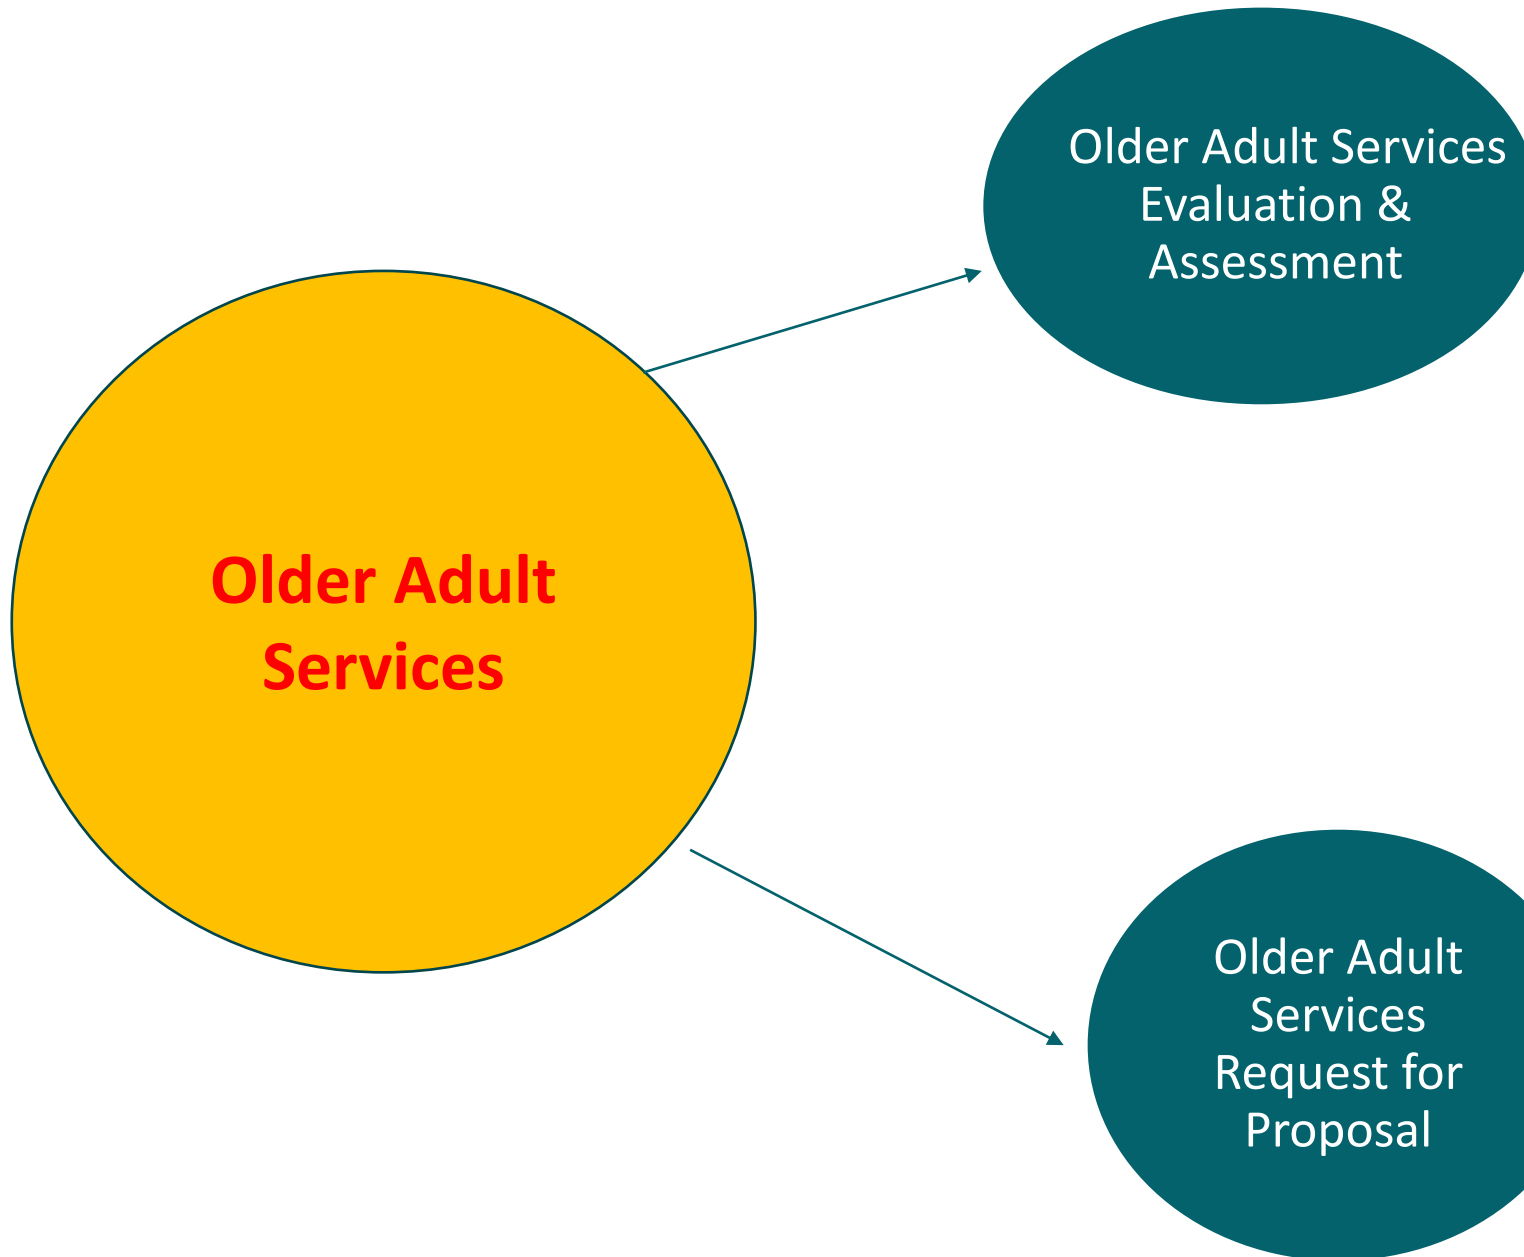 Older Adult Services
Evaluation &
Assessment
Older Adult
Services
Older Adult
Services
Request for
Proposal